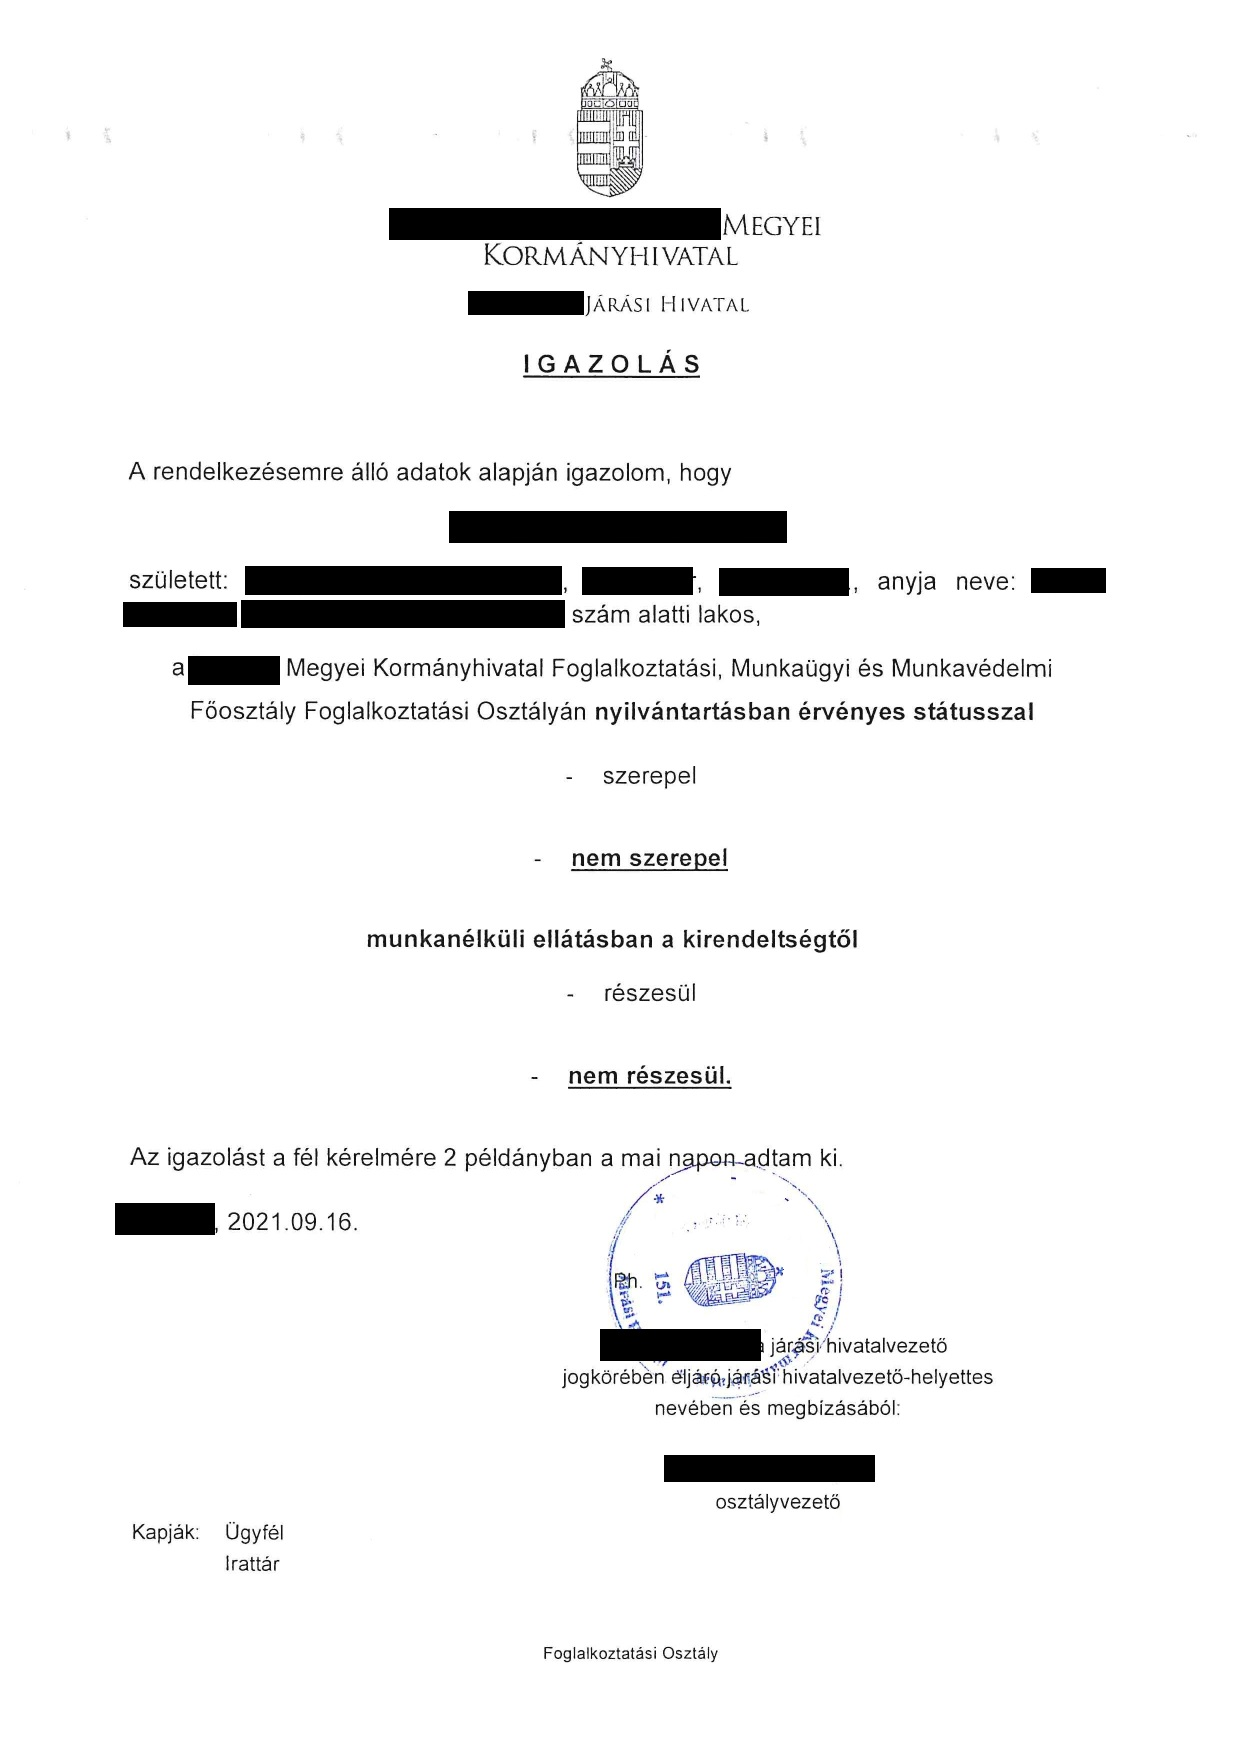 MEGYEI
KORMÁNYHIVATAL
JÁRÁSI HIVATAL
IGAZOLÁS
A rendelkezésemre álló adatok alapján igazolom, hogy
született: , , , anyja neve:
szám alatti lakos,
a Megyei Kormányhivatal Foglalkoztatási, Munkaügyi és Munkavédelmi
Főosztály Foglalkoztatási Osztályán nyilvántartásban érvényes státusszal
- szerepel
- nem szerepel
munkanélküli ellátásban a kirendeltségtől
- részesül
- nem részesül.
Az igazolást a fél kérelmére 2 példányban a mai napon adtam ki.
, 2021.09.16.
Ph.
151.
Megyei Kormányhivatal
Járási
járási hivatalvezető
jogkörében eljáró járási hivatalvezető-helyettes
nevében és megbízásából:
osztályvezető
Kapják: Ügyfél
Irattár
Foglalkoztatási Osztály